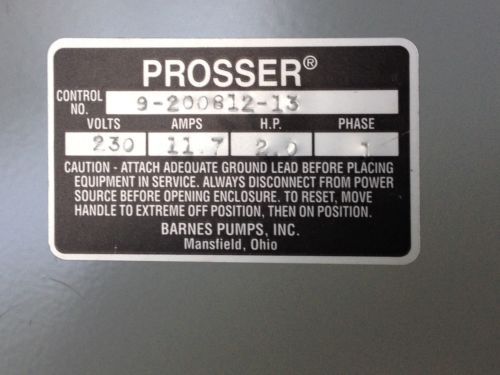 PROSSER®
CONTROL NO. 9-200812-13
VOLTS AMPS H.P. PHASE
230 11.7 2.0 1
CAUTION - ATTACH ADEQUATE GROUND LEAD BEFORE PLACING
EQUIPMENT IN SERVICE. ALWAYS DISCONNECT FROM POWER
SOURCE BEFORE OPENING ENCLOSURE. TO RESET, MOVE
HANDLE TO EXTREME OFF POSITION, THEN ON POSITION.
BARNES PUMPS, INC.
Mansfield, Ohio